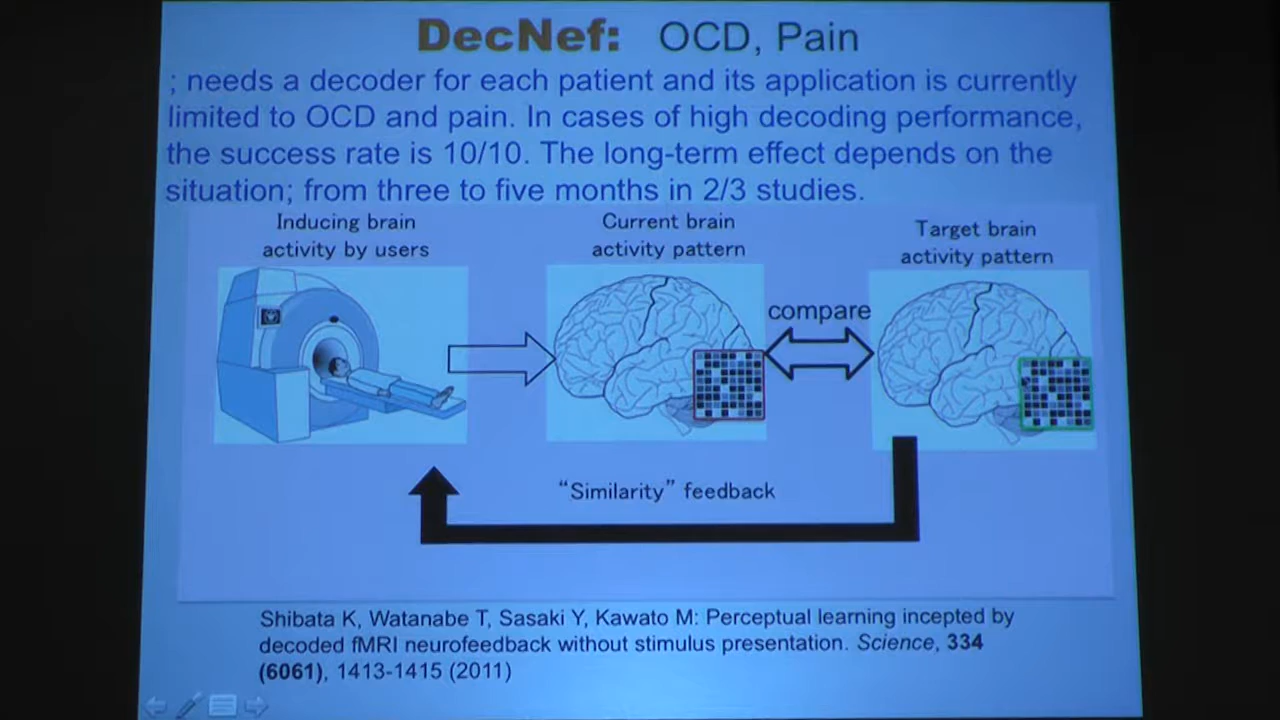 DecNef: OCD, Pain
; needs a decoder for each patient and its application is currently
limited to OCD and pain. In cases of high decoding performance,
the success rate is 10/10. The long-term effect depends on the
situation; from three to five months in 2/3 studies.
Inducing brain
activity by users
Current brain
activity pattern
Target brain
activity pattern
compare
“Similarity” feedback
Shibata K, Watanabe T, Sasaki Y, Kawato M: Perceptual learning incepted by
decoded fMRI neurofeedback without stimulus presentation. Science, 334
(6061), 1413-1415 (2011)